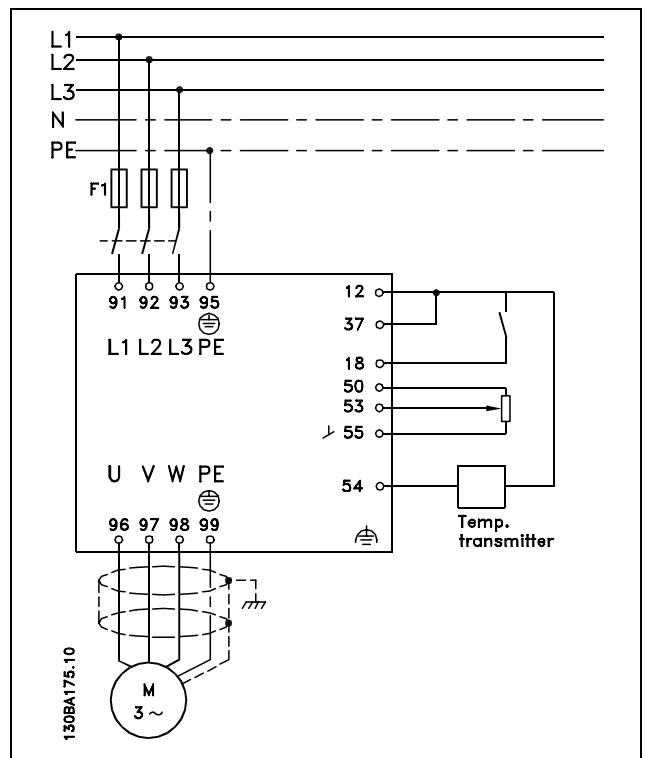 L1
L2
L3
N
PE
F1
91 92 93 95
L1 L2 L3 PE
12
37
18
50
53
55
54
U V W PE
96 97 98 99
Temp.
transmitter
M
3 ~
130BA175.10